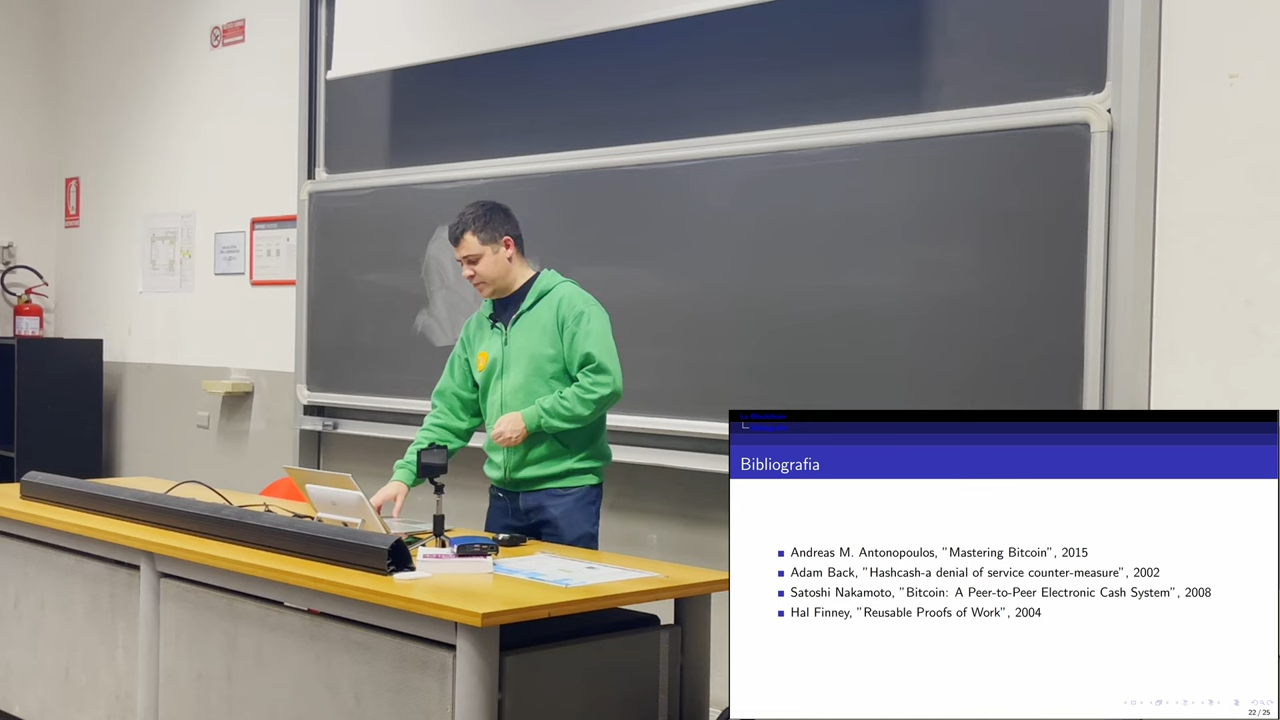 Bibliografia
Andreas M. Antonopoulos, "Mastering Bitcoin", 2015
Adam Back, "Hashcash-a denial of service counter-measure", 2002
Satoshi Nakamoto, "Bitcoin: A Peer-to-Peer Electronic Cash System", 2008
Hal Finney, "Reusable Proofs of Work", 2004
22 / 25